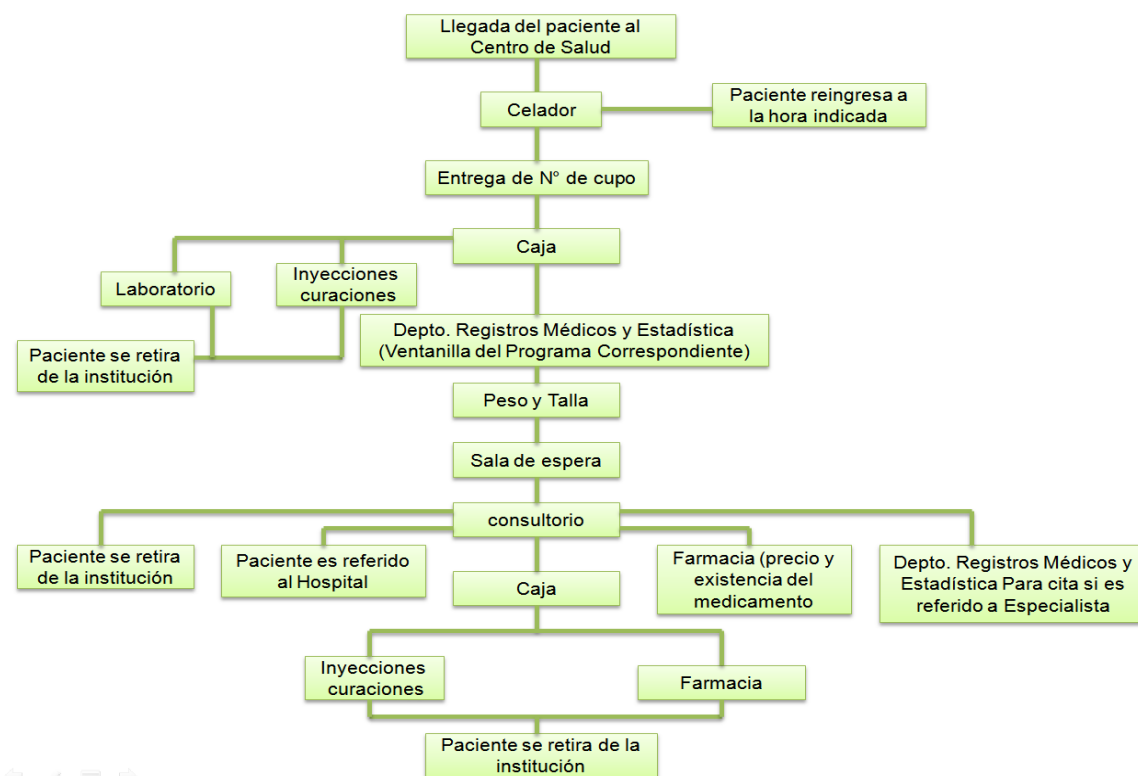 Llegada del paciente al
Centro de Salud
Celador
Paciente reingresa a
la hora indicada
Entrega de N° de cupo
Caja
Laboratorio
Inyecciones
curaciones
Depto. Registros Médicos y Estadística
(Ventanilla del Programa Correspondiente)
Paciente se retira
de la institución
Peso y Talla
Sala de espera
consultorio
Paciente se retira
de la institución
Paciente es referido
al Hospital
Caja
Farmacia (precio y
existencia del
medicamento
Depto. Registros Médicos y
Estadística Para cita si es
referido a Especialista
Inyecciones
curaciones
Farmacia
Paciente se retira de la
institución